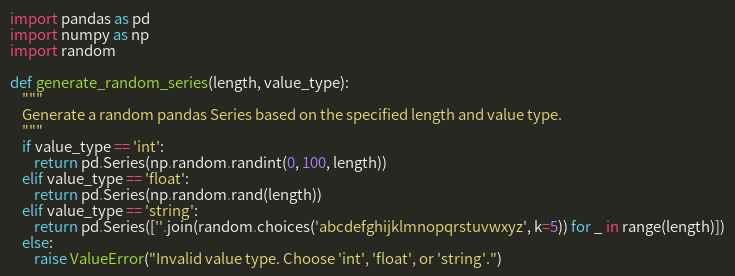 import pandas as pd
import numpy as np
import random

def generate_random_series(length, value_type):
    """
    Generate a random pandas Series based on the specified length and value type.
    """
    if value_type == 'int':
        return pd.Series(np.random.randint(0, 100, length))
    elif value_type == 'float':
        return pd.Series(np.random.rand(length))
    elif value_type == 'string':
        return pd.Series([''.join(random.choices('abcdefghijklmnopqrstuvwxyz', k=5)) for _ in range(length)])
    else:
        raise ValueError("Invalid value type. Choose 'int', 'float', or 'string'.")